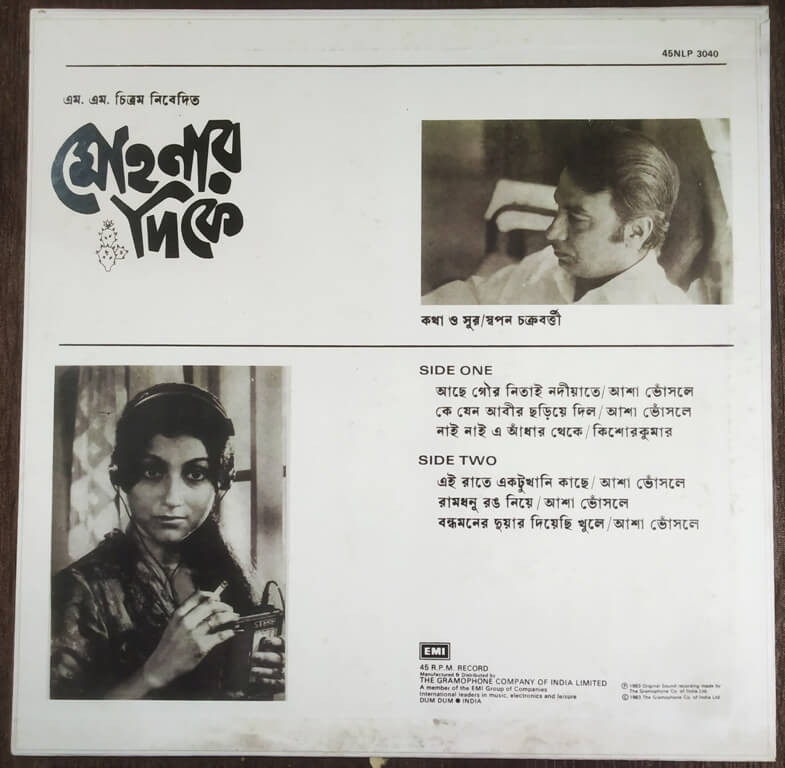 45NLP 3040
এম. এম. চিত্রম নিবেদিত
মোহনার
দিকে
কথা ও সুর/স্বপন চক্রবর্ত্তী
SIDE ONE
আছে গৌর নিতাই নদীয়াতে/ আশা ভোঁসলে
কে যেন আবীর ছড়িয়ে দিল/ আশা ভোঁসলে
নাই নাই এ আঁধার থেকে/ কিশোরকুমার
SIDE TWO
এই রাতে একটুখানি কাছে/ আশা ভোঁসলে
রামধনু রঙ নিয়ে/ আশা ভোঁসলে
বন্ধমনের দুয়ার দিয়েছি খুলে/আশা ভোঁসলে
STEREO
EMI
45 R.P.M. RECORD
Manufactured & Distributed by
THE GRAMOPHONE COMPANY OF INDIA LIMITED
A member of the EMI Group of Companies
International leaders in music, electronics and leisure
DUM DUM ● INDIA
Ⓟ 1983 Original Sound recording made by
The Gramophone Co. of India Ltd.
© 1983 The Gramophone Co. of India Ltd.